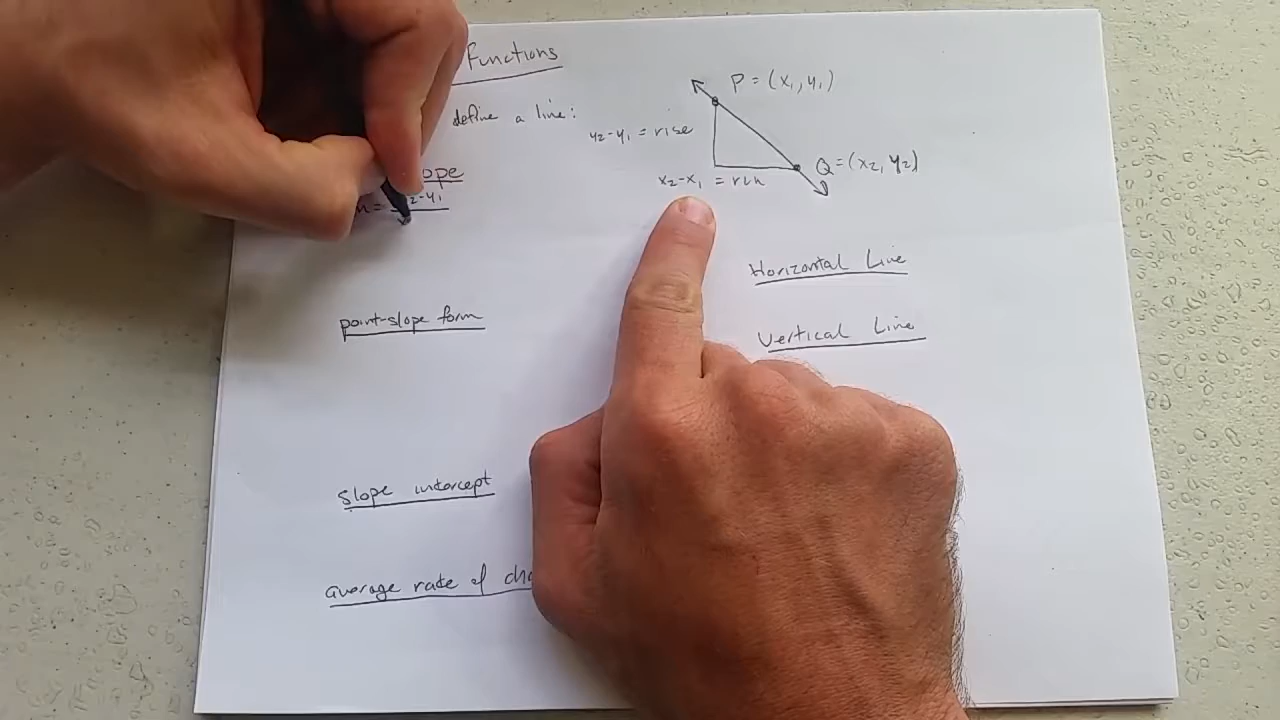 Functions
define a line:
P = (x₁, y₁)
y₂-y₁ = rise
Q = (x₂, y₂)
x₂-x₁ = run
ope
= y₂-y₁
Horizontal Line
point-slope form
Vertical Line
slope intercept
average rate of cha